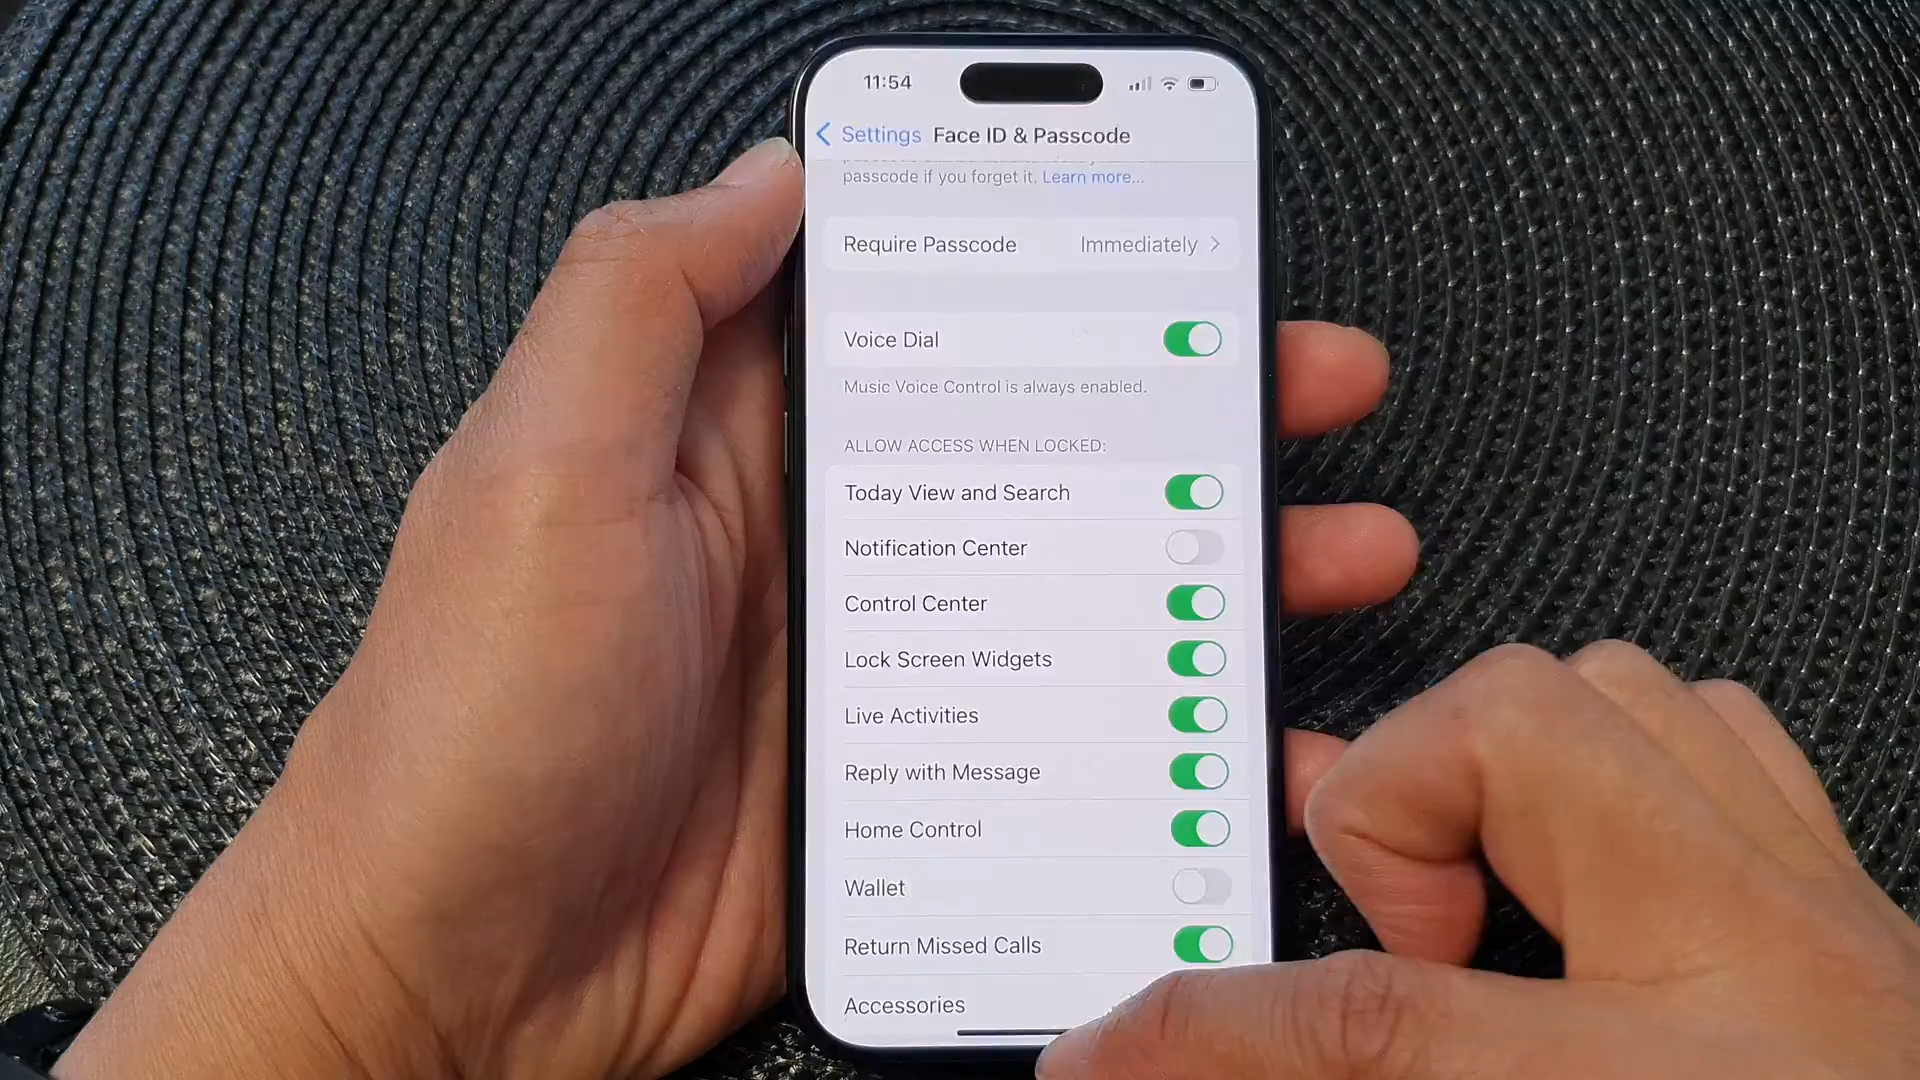 11:54
Settings Face ID & Passcode
passcode if you forget it. Learn more...
Require Passcode Immediately
Voice Dial
Music Voice Control is always enabled.
ALLOW ACCESS WHEN LOCKED:
Today View and Search
Notification Center
Control Center
Lock Screen Widgets
Live Activities
Reply with Message
Home Control
Wallet
Return Missed Calls
Accessories